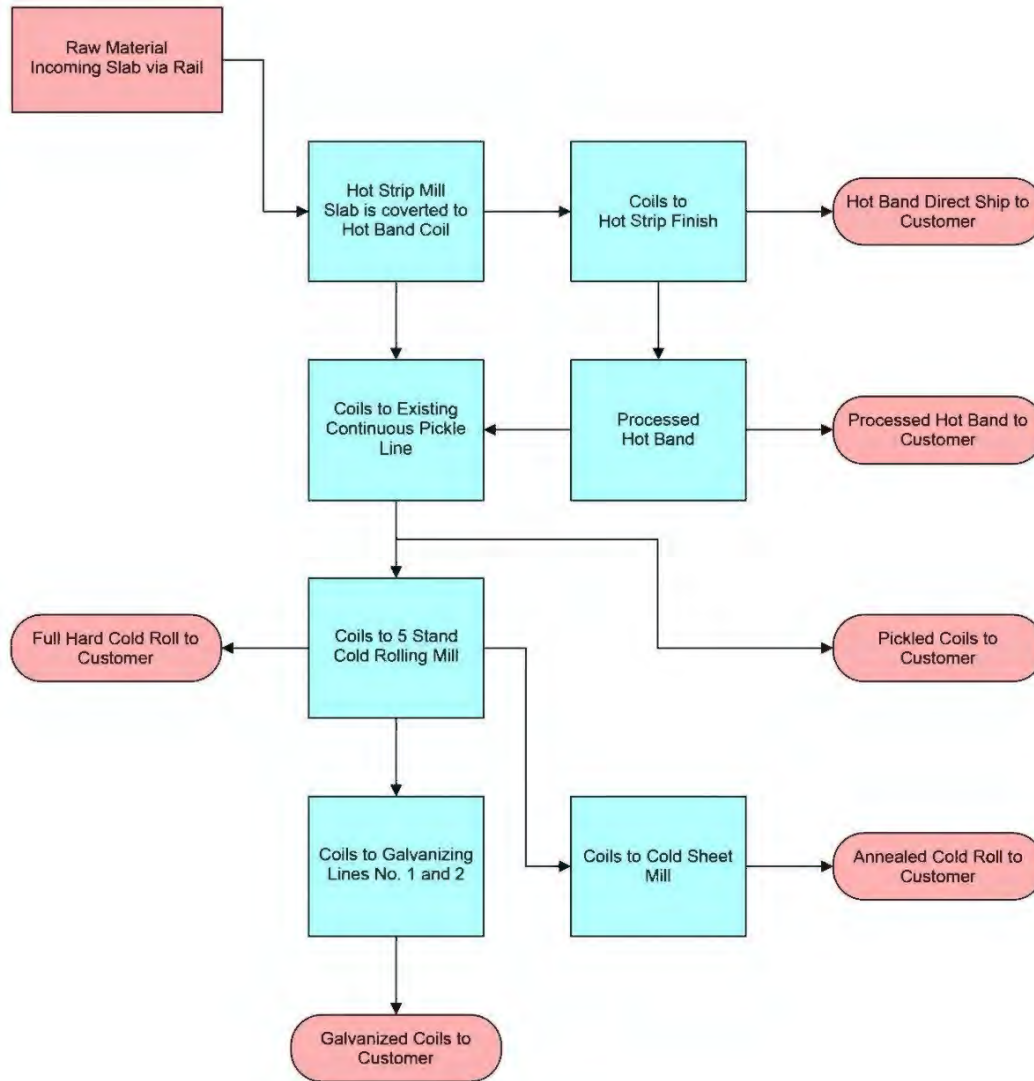 Raw Material
Incoming Slab via Rail
Hot Strip Mill
Slab is coverted to
Hot Band Coil
Coils to
Hot Strip Finish
Hot Band Direct Ship to
Customer
Coils to Existing
Continuous Pickle
Line
Processed
Hot Band
Processed Hot Band to
Customer
Full Hard Cold Roll to
Customer
Coils to 5 Stand
Cold Rolling Mill
Pickled Coils to
Customer
Coils to Galvanizing
Lines No. 1 and 2
Coils to Cold Sheet
Mill
Annealed Cold Roll to
Customer
Galvanized Coils to
Customer